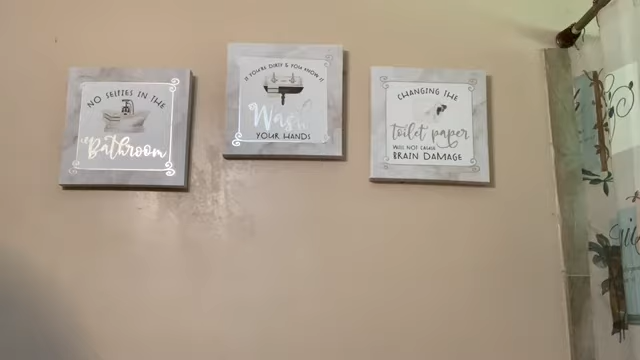 NO SELFIES IN THE
Bathroom
IF YOU'RE DIRTY & YOU KNOW IT
Wash
YOUR HANDS
CHANGING THE
toilet paper
WILL NOT CAUSE
BRAIN DAMAGE